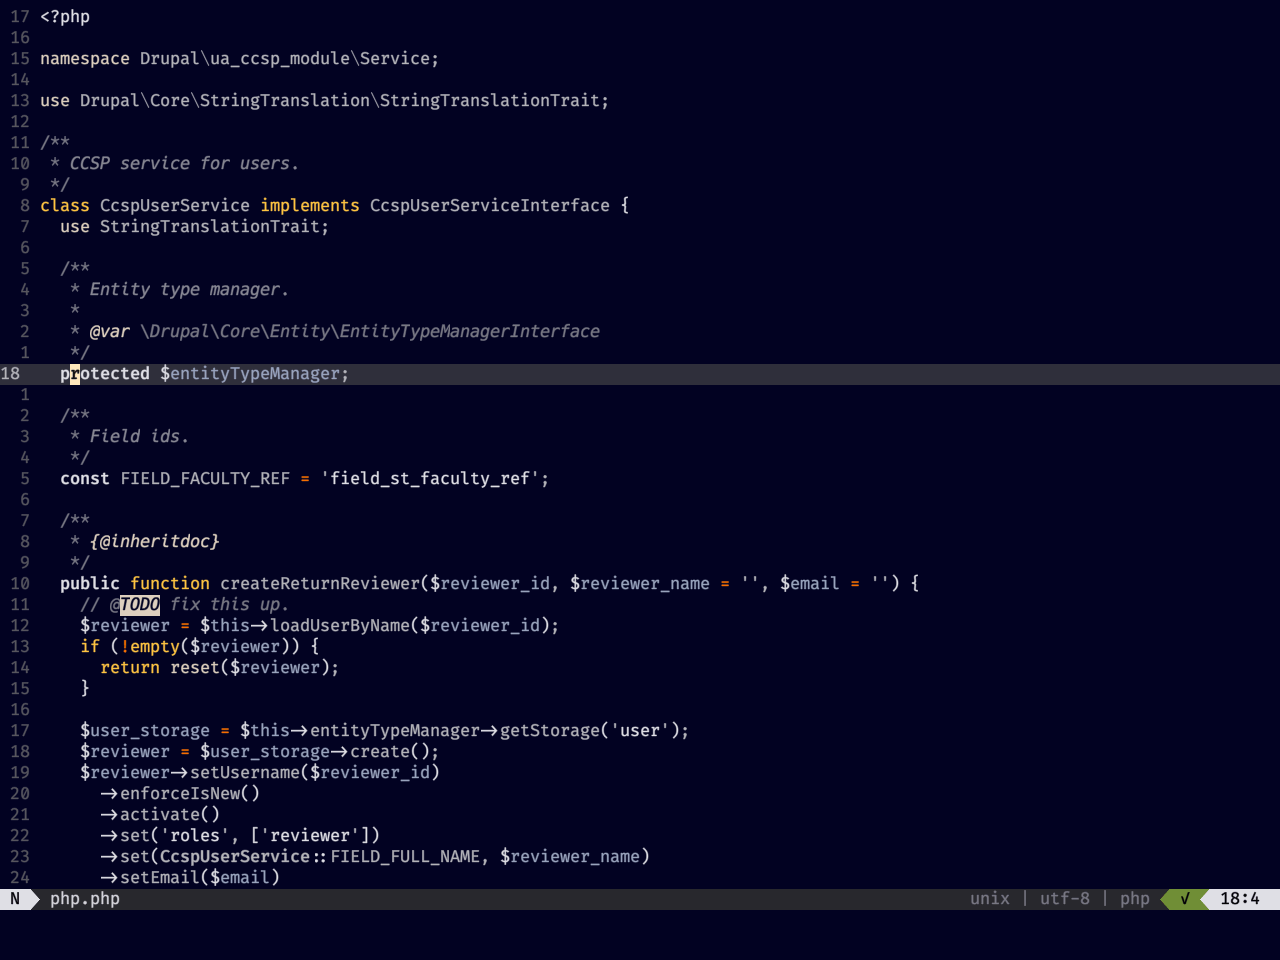 17 <?php
16
15 namespace Drupal\ua_ccsp_module\Service;
14
13 use Drupal\Core\StringTranslation\StringTranslationTrait;
12
11 /**
10  * CCSP service for users.
 9  */
 8 class CcspUserService implements CcspUserServiceInterface {
 7   use StringTranslationTrait;
 6
 5   /**
 4    * Entity type manager.
 3    *
 2    * @var \Drupal\Core\Entity\EntityTypeManagerInterface
 1    */
18   protected $entityTypeManager;
 1
 2   /**
 3    * Field ids.
 4    */
 5   const FIELD_FACULTY_REF = 'field_st_faculty_ref';
 6
 7   /**
 8    * {@inheritdoc}
 9    */
10   public function createReturnReviewer($reviewer_id, $reviewer_name = '', $email = '') {
11     // @TODO fix this up.
12     $reviewer = $this->loadUserByName($reviewer_id);
13     if (!empty($reviewer)) {
14       return reset($reviewer);
15     }
16
17     $user_storage = $this->entityTypeManager->getStorage('user');
18     $reviewer = $user_storage->create();
19     $reviewer->setUsername($reviewer_id)
20       ->enforceIsNew()
21       ->activate()
22       ->set('roles', ['reviewer'])
23       ->set(CcspUserService::FIELD_FULL_NAME, $reviewer_name)
24       ->setEmail($email)
N php.php unix | utf-8 | php √ 18:4